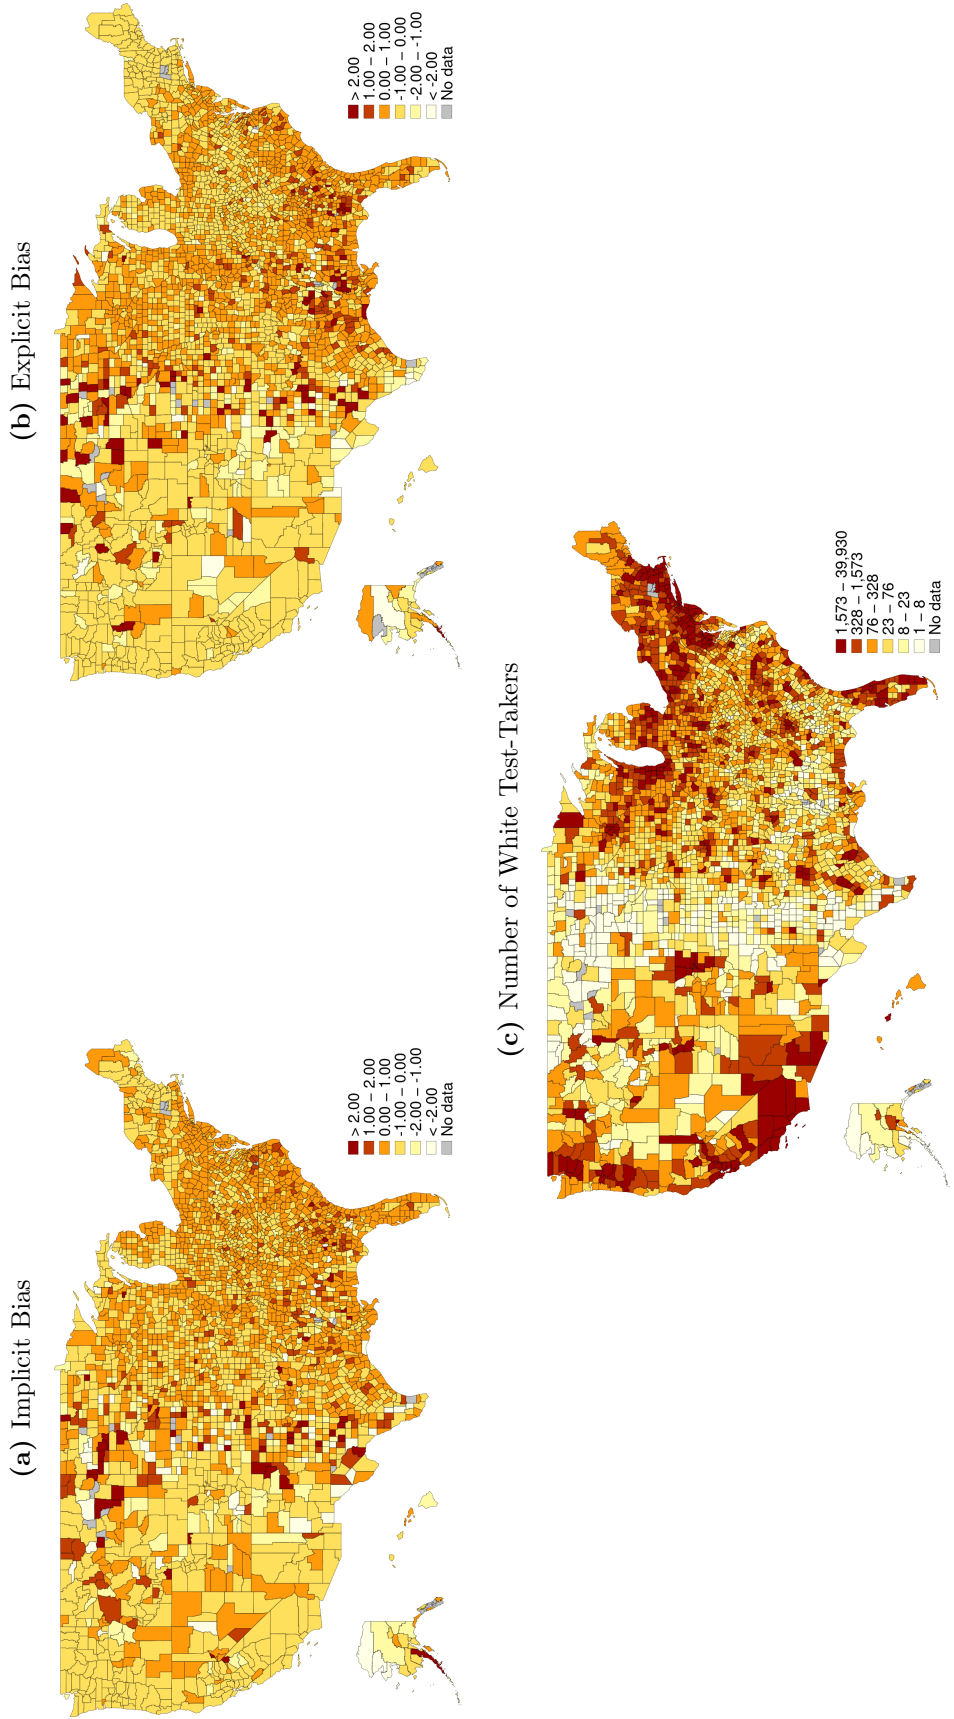 (a) Implicit Bias
> 2.00
1.00 – 2.00
0.00 – 1.00
-1.00 – 0.00
-2.00 – -1.00
< -2.00
No data
(b) Explicit Bias
> 2.00
1.00 – 2.00
0.00 – 1.00
-1.00 – 0.00
-2.00 – -1.00
< -2.00
No data
(c) Number of White Test-Takers
1,573 – 39,930
328 – 1,573
76 – 328
23 – 76
8 – 23
1 – 8
No data